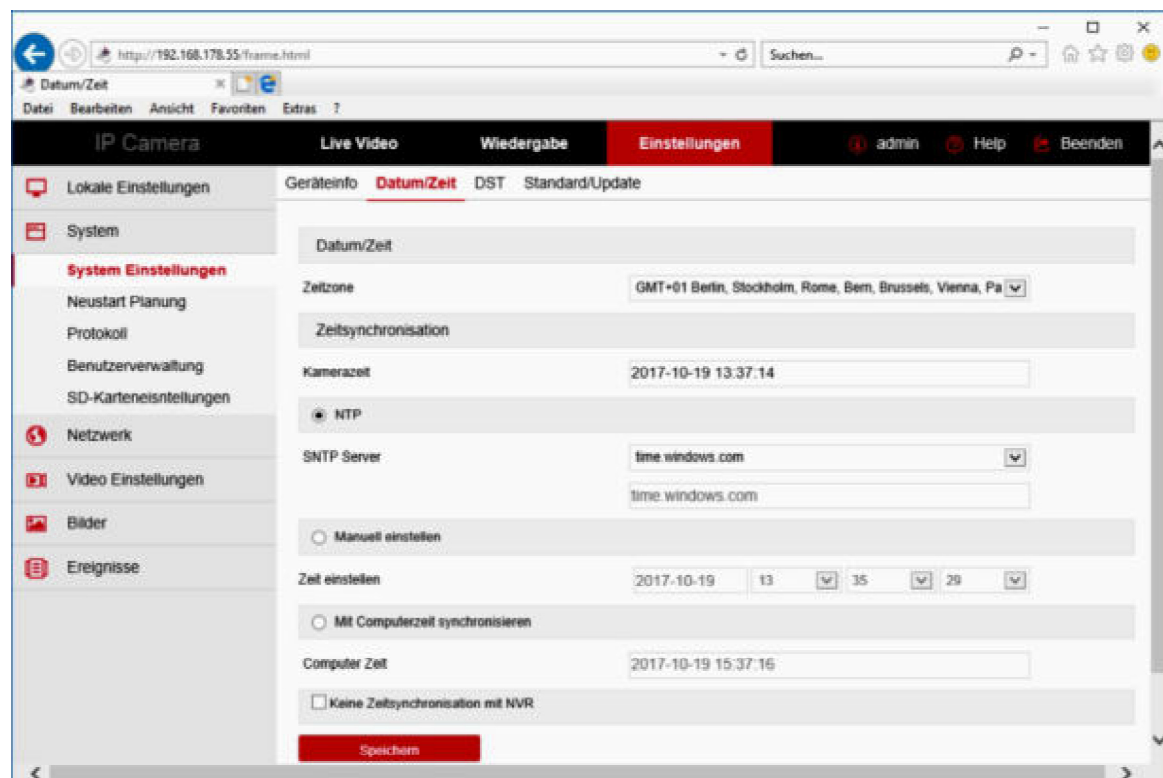 http://192.168.178.55/frame.html
Suchen...
Datum/Zeit
Datei Bearbeiten Ansicht Favoriten Extras ?
IP Camera Live Video Wiedergabe Einstellungen admin Help Beenden
Lokale Einstellungen
System
System Einstellungen
Neustart Planung
Protokoll
Benutzerverwaltung
SD-Karteneisntellungen
Netzwerk
Video Einstellungen
Bilder
Ereignisse
Geräteinfo Datum/Zeit DST Standard/Update
Datum/Zeit
Zeitzone GMT+01 Berlin, Stockholm, Rome, Bern, Brussels, Vienna, Pa
Zeitsynchronisation
Kamerazeit 2017-10-19 13:37:14
NTP
SNTP Server time.windows.com
time.windows.com
Manuell einstellen
Zeit einstellen 2017-10-19 13 35 29
Mit Computerzeit synchronisieren
Computer Zeit 2017-10-19 15:37:16
Keine Zeitsynchronisation mit NVR
Speichern